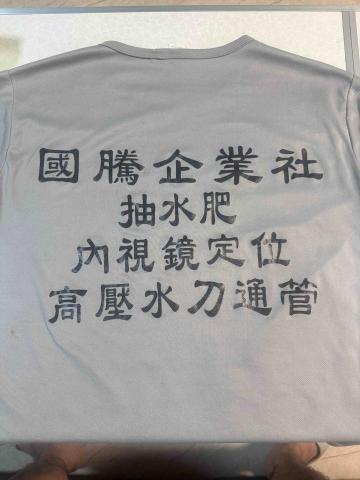 國騰企業社
抽水肥
內視鏡定位
高壓水刀通管